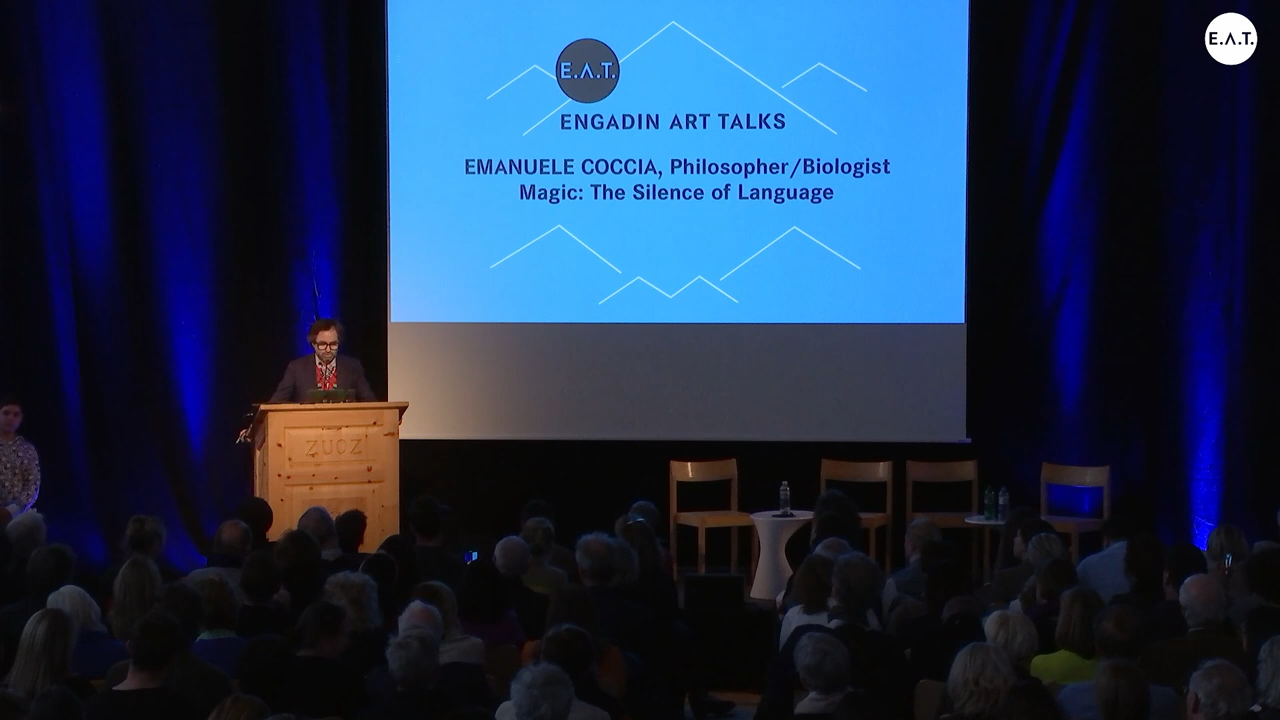 E.Λ.T.
E.Λ.T.
ENGADIN ART TALKS
EMANUELE COCCIA, Philosopher/Biologist
Magic: The Silence of Language
ZUOZ